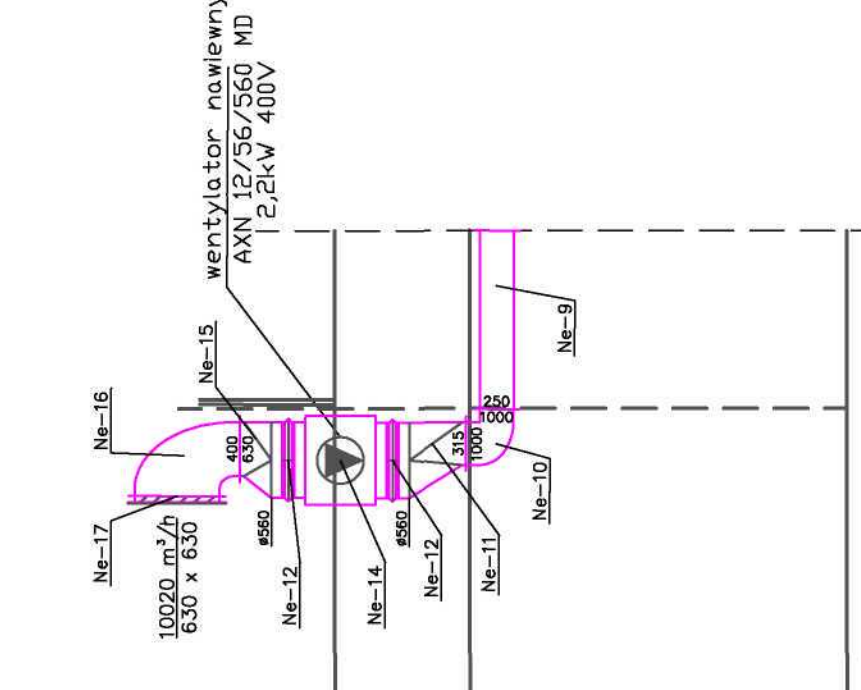 wentylator nawiewny
AXN 12/56/560 MD
2,2kW 400V
Ne-15
Ne-16
Ne-9
250
1000
400
630
315
1000
Ne-10
ø560
ø560
Ne-17
10020 m³/h
630 x 630
Ne-12
Ne-14
Ne-12
Ne-11